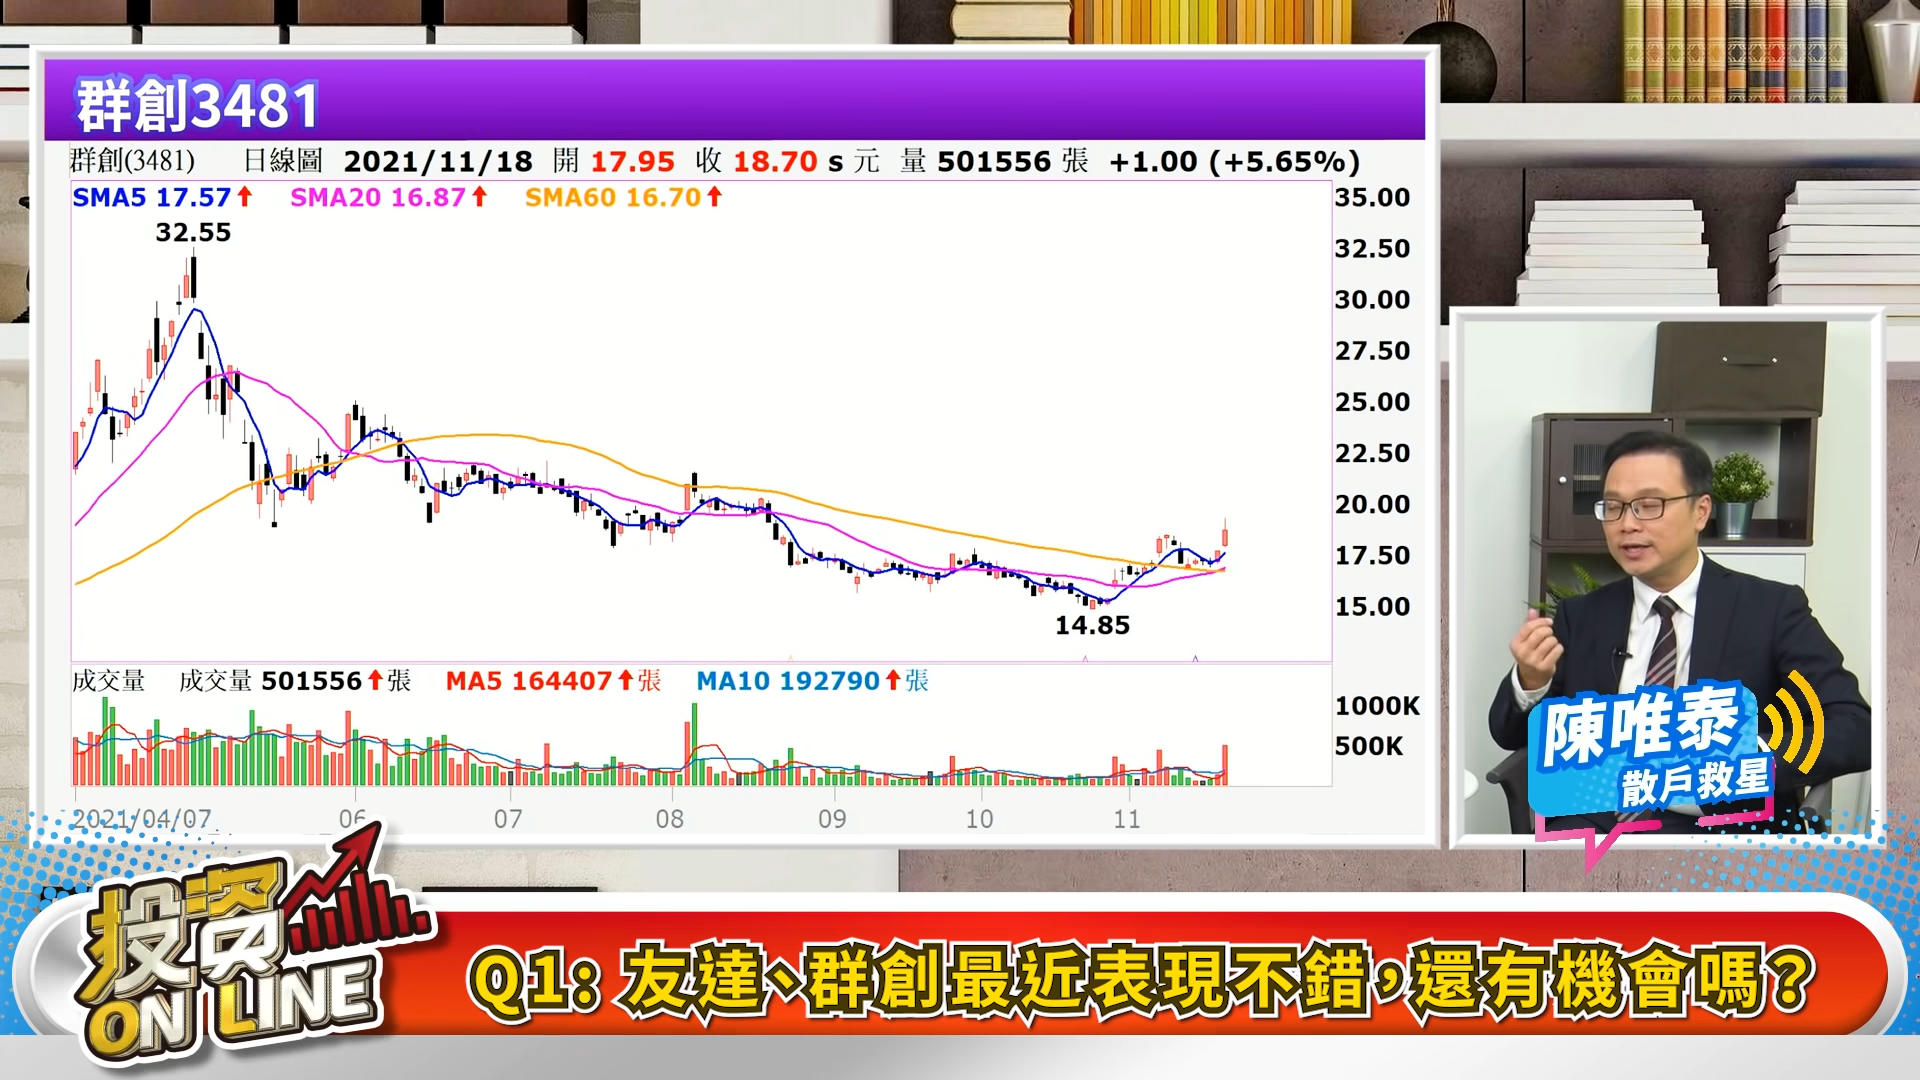 群創3481
群創(3481) 日線圖 2021/11/18 開 17.95 收 18.70 s 元 量 501556 張 +1.00 (+5.65%)
SMA5 17.57↑ SMA20 16.87↑ SMA60 16.70↑
32.55
35.00
32.50
30.00
27.50
25.00
22.50
20.00
17.50
15.00
14.85
成交量 成交量 501556↑張 MA5 164407↑張 MA10 192790↑張
1000K
500K
2021/04/07 06 07 08 09 10 11
陳唯泰
散戶救星
投資
ON LINE
Q1: 友達、群創最近表現不錯,還有機會嗎?